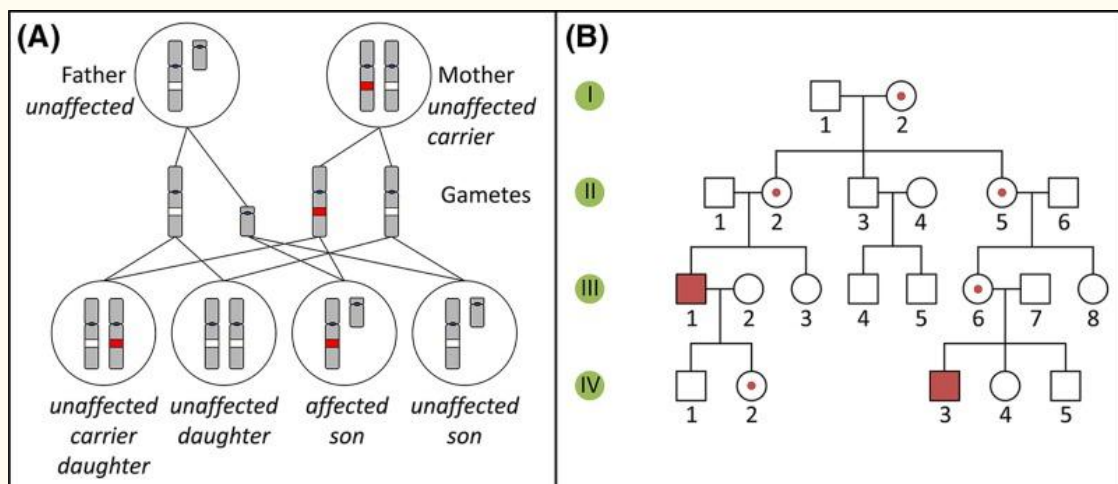 (A)
Father
unaffected
Mother
unaffected
carrier
Gametes
unaffected
carrier
daughter
unaffected
daughter
affected
son
unaffected
son
(B)
I
1 2
II
1 2 3 4 5 6
III
1 2 3 4 5 6 7 8
IV
1 2 3 4 5